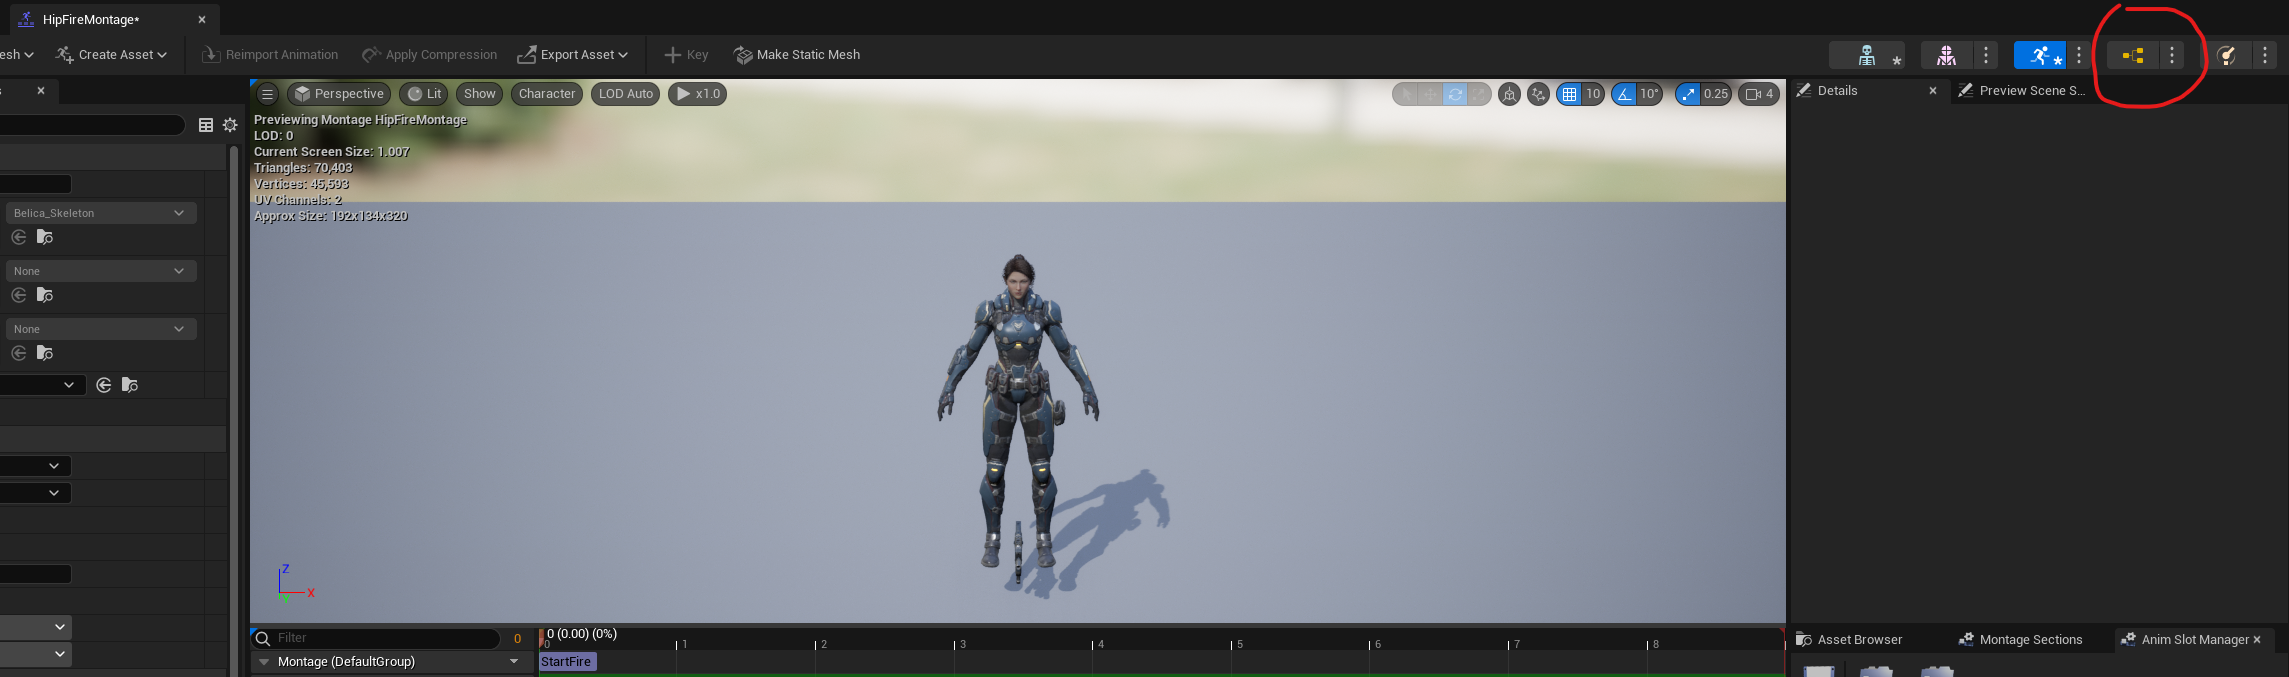 HipFireMontage*
esh Create Asset Reimport Animation Apply Compression Export Asset Key Make Static Mesh
Perspective Lit Show Character LOD Auto x1.0 10 10° 0.25 4
Details Preview Scene S...
Previewing Montage HipFireMontage
LOD: 0
Current Screen Size: 1.007
Triangles: 70,403
Vertices: 45,593
UV Channels: 2
Approx Size: 192x134x320
Belica_Skeleton
None
None
Z
X
Y
Filter 0 0 (0.00) (0%)
0 1 2 3 4 5 6 7 8
Asset Browser Montage Sections Anim Slot Manager
Montage (DefaultGroup) StartFire